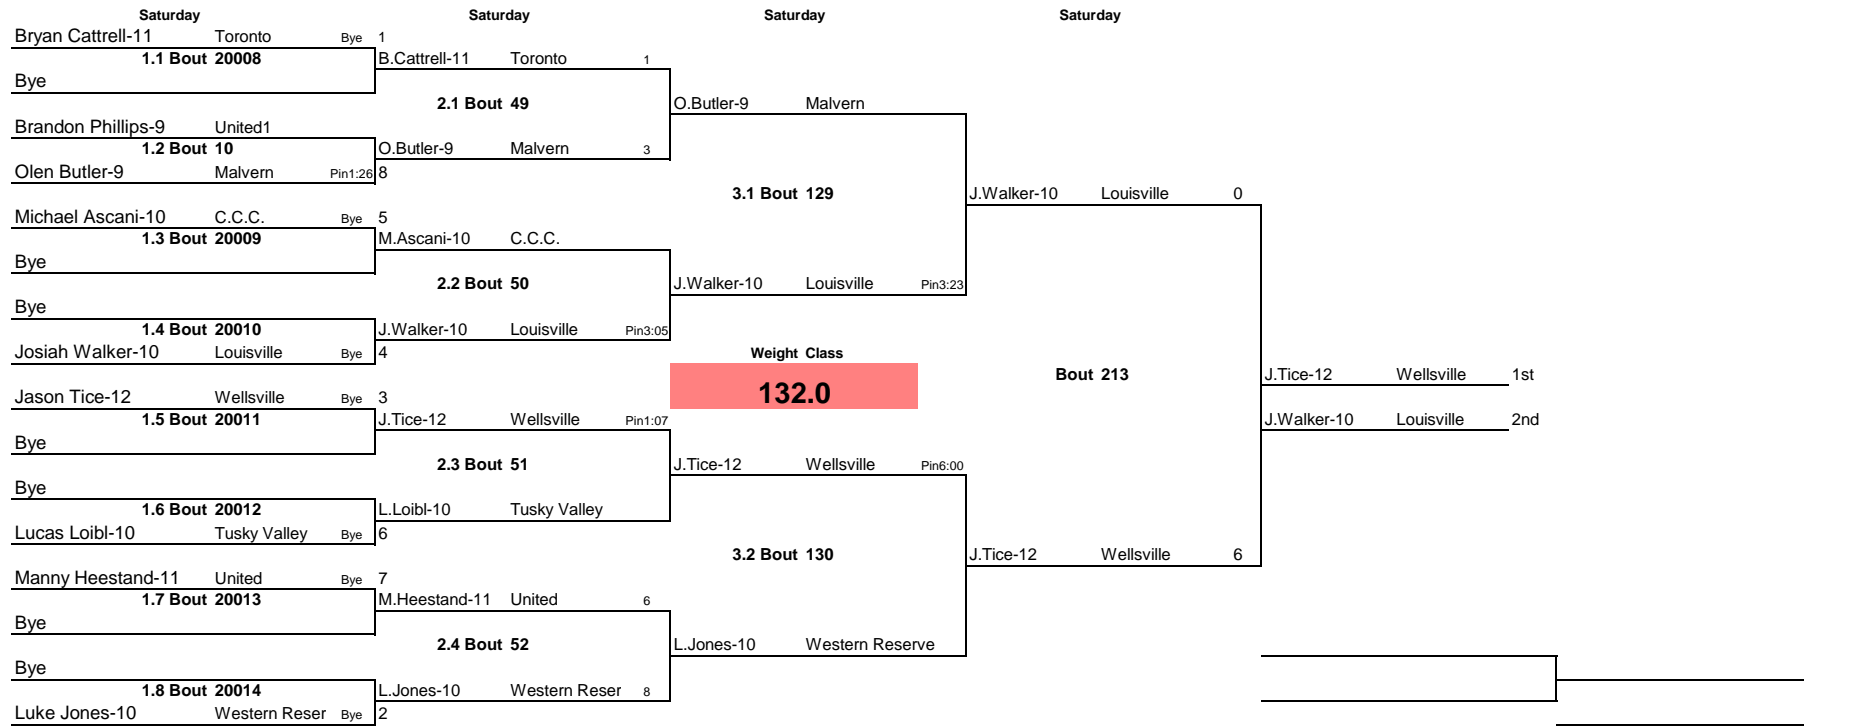 Saturday Saturday Saturday Saturday
Bryan Cattrell-11 Toronto Bye 1
1.1 Bout 20008 B.Cattrell-11 Toronto 1
Bye
2.1 Bout 49 O.Butler-9 Malvern
Brandon Phillips-9 United1
1.2 Bout 10 O.Butler-9 Malvern 3
Olen Butler-9 Malvern Pin1:26 8
3.1 Bout 129 J.Walker-10 Louisville 0
Michael Ascani-10 C.C.C. Bye 5
1.3 Bout 20009 M.Ascani-10 C.C.C.
Bye
2.2 Bout 50 J.Walker-10 Louisville Pin3:23
Bye
1.4 Bout 20010 J.Walker-10 Louisville Pin3:05
Josiah Walker-10 Louisville Bye 4 Weight Class
Bout 213 J.Tice-12 Wellsville 1st
Jason Tice-12 Wellsville Bye 3 132.0
1.5 Bout 20011 J.Tice-12 Wellsville Pin1:07 J.Walker-10 Louisville 2nd
Bye
2.3 Bout 51 J.Tice-12 Wellsville Pin6:00
Bye
1.6 Bout 20012 L.Loibl-10 Tusky Valley
Lucas Loibl-10 Tusky Valley Bye 6
3.2 Bout 130 J.Tice-12 Wellsville 6
Manny Heestand-11 United Bye 7
1.7 Bout 20013 M.Heestand-11 United 6
Bye
2.4 Bout 52 L.Jones-10 Western Reserve
Bye
1.8 Bout 20014 L.Jones-10 Western Reser 8
Luke Jones-10 Western Reser Bye 2